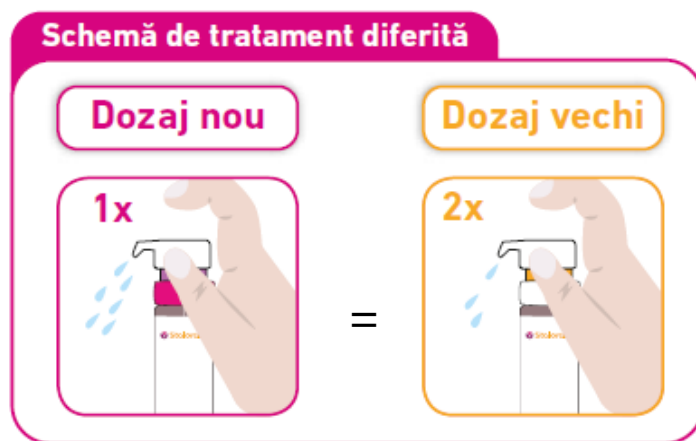 Schemă de tratament diferită
Dozaj nou
Dozaj vechi
1x
2x
=